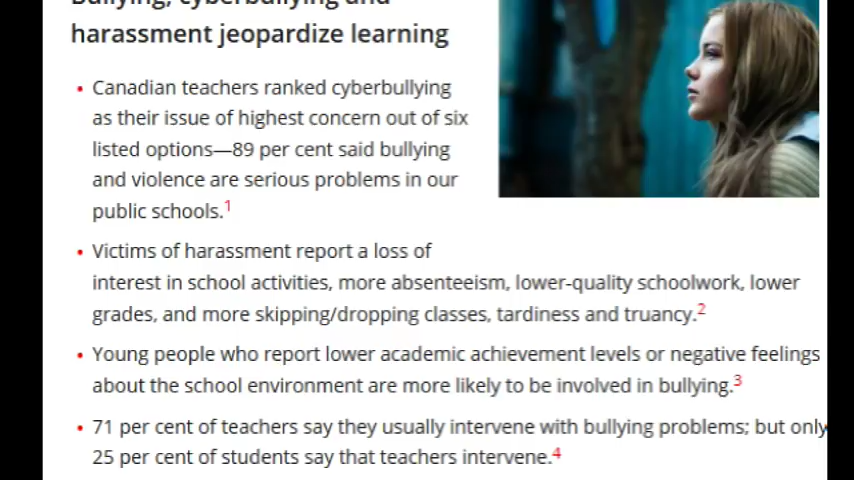 Bullying, cyberbullying and
harassment jeopardize learning
• Canadian teachers ranked cyberbullying
as their issue of highest concern out of six
listed options—89 per cent said bullying
and violence are serious problems in our
public schools.1
• Victims of harassment report a loss of
interest in school activities, more absenteeism, lower-quality schoolwork, lower
grades, and more skipping/dropping classes, tardiness and truancy.2
• Young people who report lower academic achievement levels or negative feelings
about the school environment are more likely to be involved in bullying.3
• 71 per cent of teachers say they usually intervene with bullying problems; but only
25 per cent of students say that teachers intervene.4